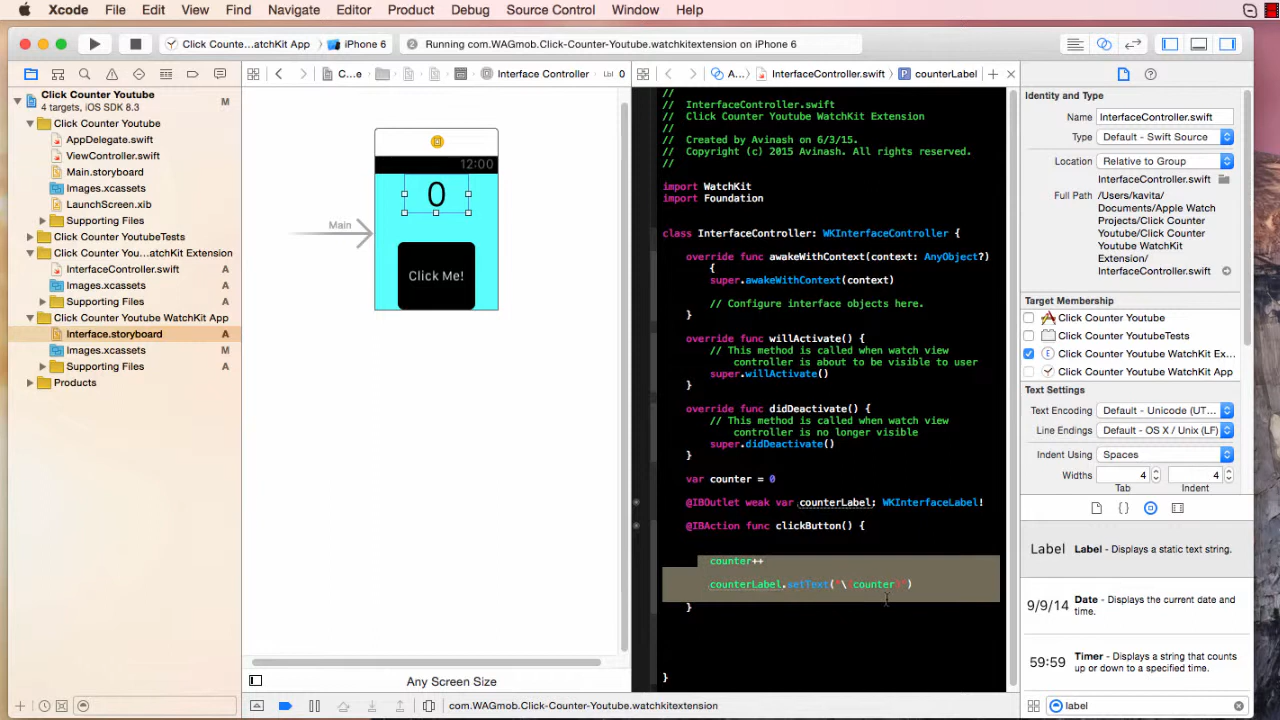 Xcode File Edit View Find Navigate Editor Product Debug Source Control Window Help
Click Counte...atchKit App iPhone 6 Running com.WAGmob.Click-Counter-Youtube.watchkitextension on iPhone 6
Click Counter Youtube M
4 targets, iOS SDK 8.3
Click Counter Youtube
AppDelegate.swift
ViewController.swift
Main.storyboard
Images.xcassets
LaunchScreen.xib
Supporting Files
Click Counter YoutubeTests
Click Counter You...atchKit Extension
InterfaceController.swift A
Images.xcassets A
Supporting Files A
Click Counter Youtube WatchKit App
Interface.storyboard A
Images.xcassets M
Supporting Files A
Products
C...e Interface Controller Lbl 0
Main
12:00
0
Click Me!
Any Screen Size
A... InterfaceController.swift P counterLabel
//
// InterfaceController.swift
// Click Counter Youtube WatchKit Extension
//
// Created by Avinash on 6/3/15.
// Copyright (c) 2015 Avinash. All rights reserved.
//
import WatchKit
import Foundation
class InterfaceController: WKInterfaceController {
override func awakeWithContext(context: AnyObject?)
{
super.awakeWithContext(context)
// Configure interface objects here.
}
override func willActivate() {
// This method is called when watch view
controller is about to be visible to user
super.willActivate()
}
override func didDeactivate() {
// This method is called when watch view
controller is no longer visible
super.didDeactivate()
}
var counter = 0
@IBOutlet weak var counterLabel: WKInterfaceLabel!
@IBAction func clickButton() {
counter++
counterLabel.setText("\(counter)")
}
}
com.WAGmob.Click-Counter-Youtube.watchkitextension
Identity and Type
Name InterfaceController.swift
Type Default - Swift Source
Location Relative to Group
InterfaceController.swift
Full Path /Users/kavita/
Documents/Apple Watch
Projects/Click Counter
Youtube/Click Counter
Youtube WatchKit
Extension/
InterfaceController.swift
Target Membership
Click Counter Youtube
Click Counter YoutubeTests
E Click Counter Youtube WatchKit Ex...
Click Counter Youtube WatchKit App
Text Settings
Text Encoding Default - Unicode (UT...
Line Endings Default - OS X / Unix (LF)
Indent Using Spaces
Widths 4 4
Tab Indent
{ }
Label Label - Displays a static text string.
9/9/14 Date - Displays the current date and
time.
59:59 Timer - Displays a string that counts
up or down to a specified time.
label